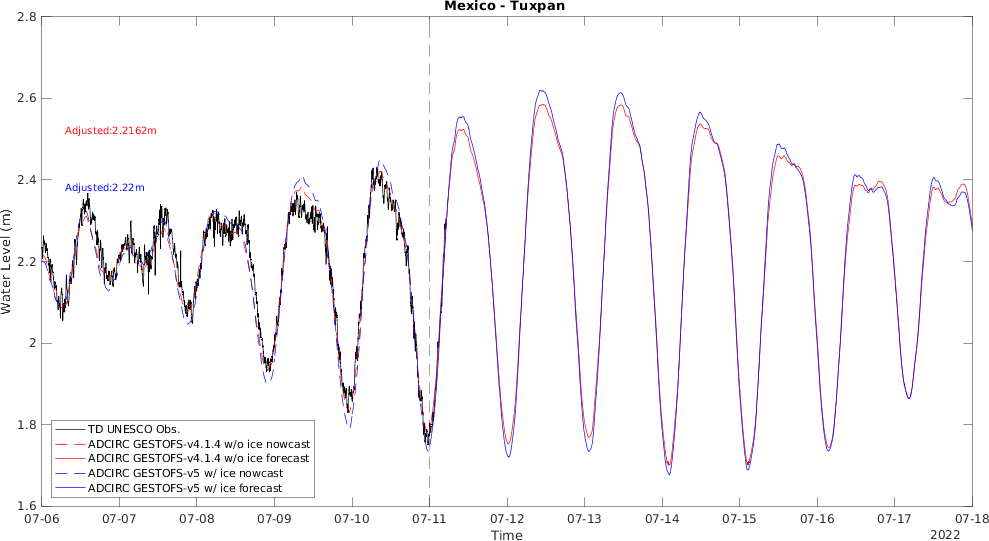 Mexico - Tuxpan
2.8
2.6
2.4
2.2
2
1.8
1.6
Water Level (m)
Adjusted:2.2162m
Adjusted:2.22m
TD UNESCO Obs.
ADCIRC GESTOFS-v4.1.4 w/o ice nowcast
ADCIRC GESTOFS-v4.1.4 w/o ice forecast
ADCIRC GESTOFS-v5 w/ ice nowcast
ADCIRC GESTOFS-v5 w/ ice forecast
07-06 07-07 07-08 07-09 07-10 07-11 07-12 07-13 07-14 07-15 07-16 07-17 07-18
Time
2022